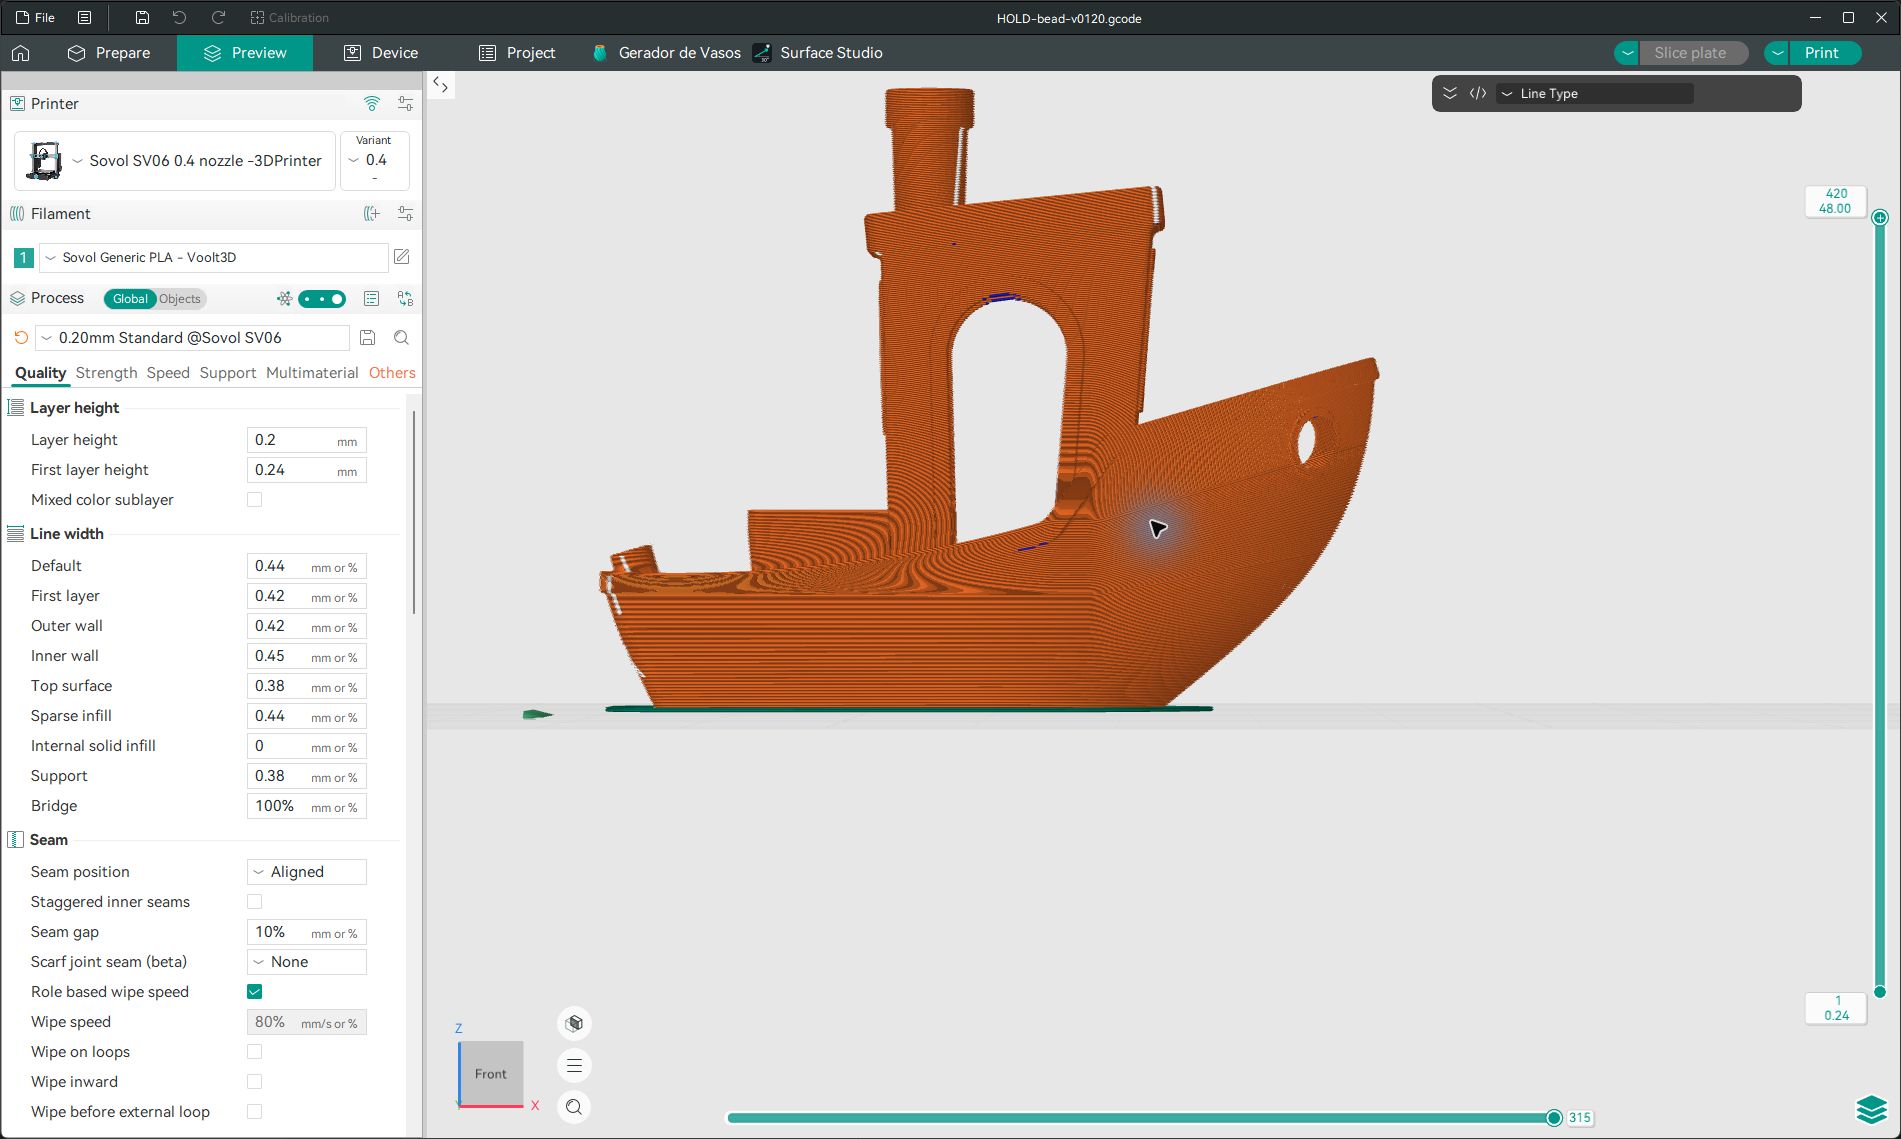 File
Calibration
HOLD-bead-v0120.gcode
Prepare
Preview
Device
Project
Gerador de Vasos
Surface Studio
Slice plate
Print
Printer
Sovol SV06 0.4 nozzle -3DPrinter
Variant
0.4
-
Filament
1
Sovol Generic PLA - Voolt3D
Process
Global
Objects
0.20mm Standard @Sovol SV06
Quality
Strength
Speed
Support
Multimaterial
Others
Layer height
Layer height 0.2 mm
First layer height 0.24 mm
Mixed color sublayer
Line width
Default 0.44 mm or %
First layer 0.42 mm or %
Outer wall 0.42 mm or %
Inner wall 0.45 mm or %
Top surface 0.38 mm or %
Sparse infill 0.44 mm or %
Internal solid infill 0 mm or %
Support 0.38 mm or %
Bridge 100% mm or %
Seam
Seam position Aligned
Staggered inner seams
Seam gap 10% mm or %
Scarf joint seam (beta) None
Role based wipe speed
Wipe speed 80% mm/s or %
Wipe on loops
Wipe inward
Wipe before external loop
Line Type
420
48.00
1
0.24
Z
Front
X
315